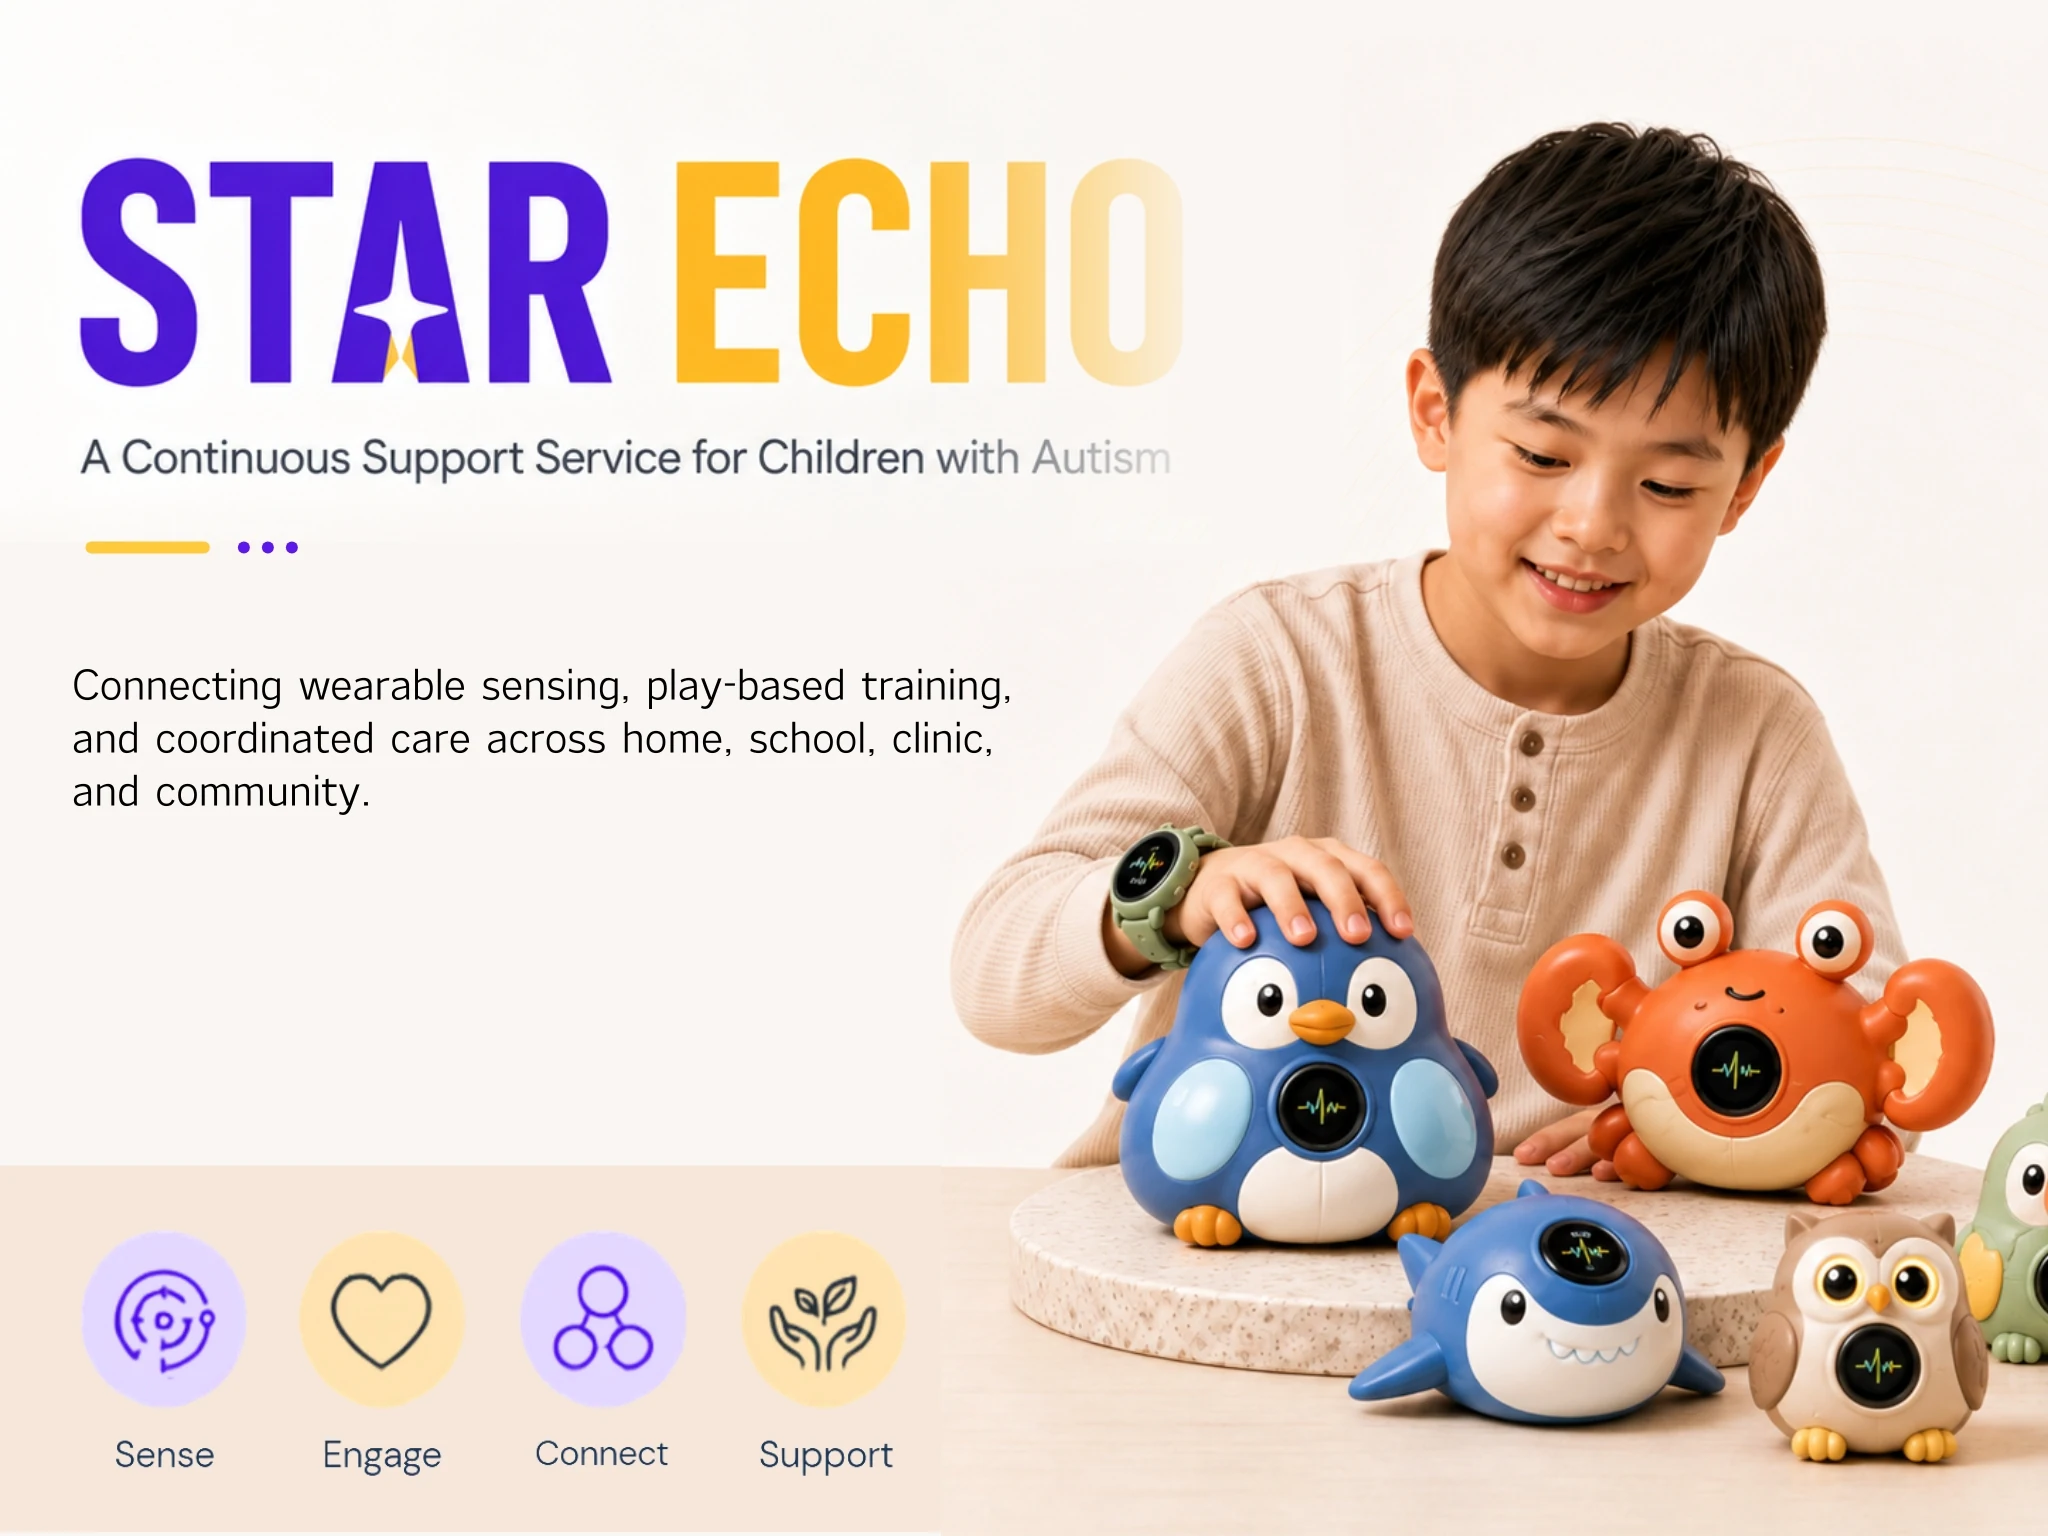 STAR ECHO
A Continuous Support Service for Children with Autism
Connecting wearable sensing, play-based training,
and coordinated care across home, school, clinic,
and community.
Sense
Engage
Connect
Support